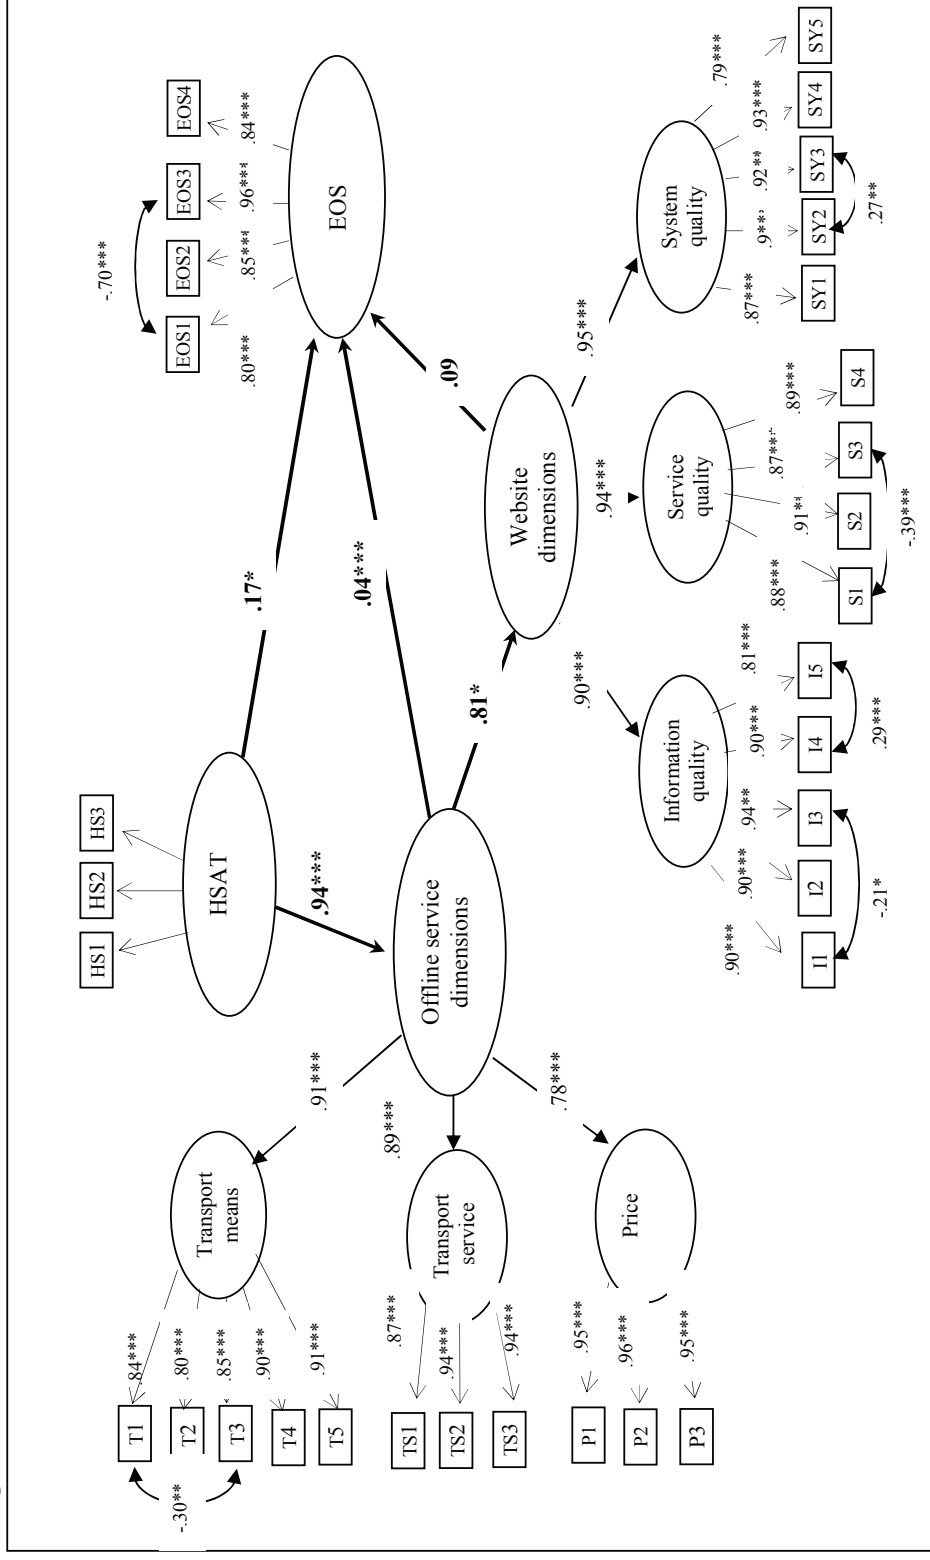 -.30**
T1
T2
T3
T4
T5
.84***
.80***
.85***
.90***
.91***
Transport
means
.91***
TS1
TS2
TS3
.87***
.94***
.94***
Transport
service
.89***
P1
P2
P3
.95***
.96***
.95***
Price
.78***
Offline service
dimensions
HS1
HS2
HS3
HSAT
.94***
.17*
.04***
.81*
.09
-.70***
EOS1
EOS2
EOS3
EOS4
.80***
.85***
.96***
.84***
EOS
Website
dimensions
.90***
.94***
.95***
Information
quality
.90***
.90***
.94**
.90***
.81***
I1
I2
I3
I4
I5
-.21*
.29***
Service
quality
.88***
.91**
.87**
.89***
S1
S2
S3
S4
-.39***
System
quality
.87***
.9**
.92**
.93***
.79***
SY1
SY2
SY3
SY4
SY5
.27**